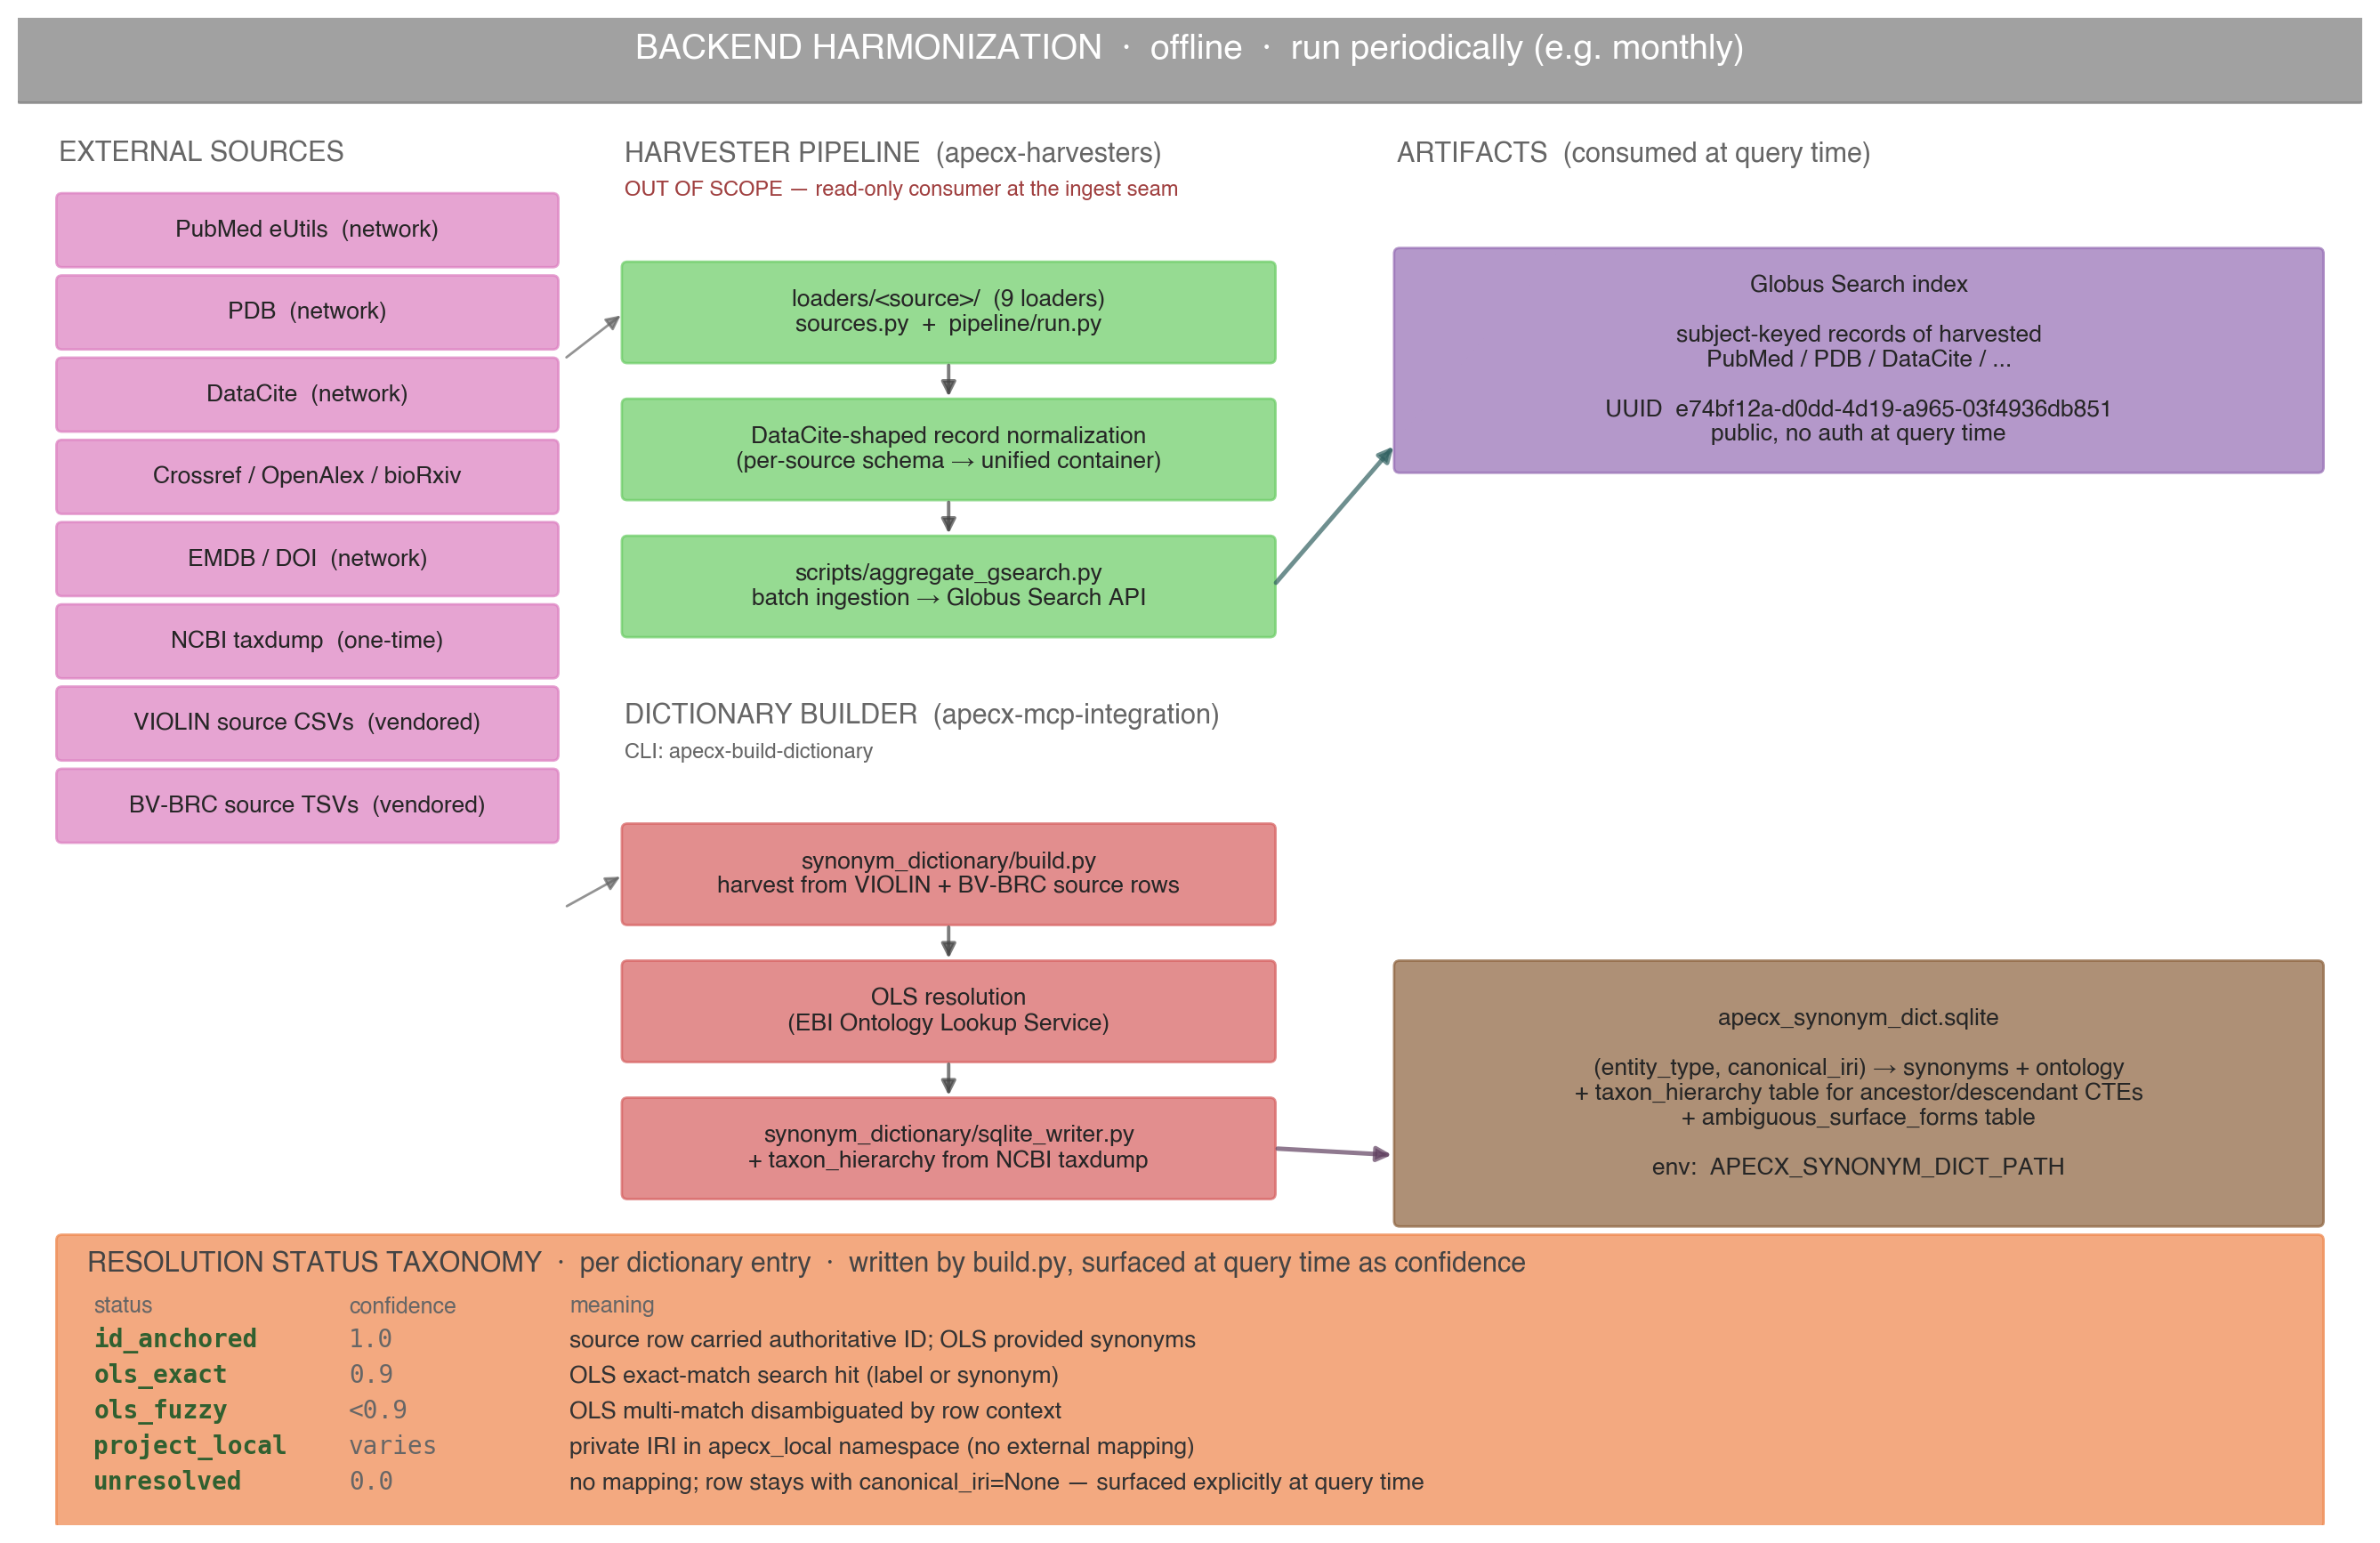 BACKEND HARMONIZATION · offline · run periodically (e.g. monthly)
EXTERNAL SOURCES
PubMed eUtils (network)
PDB (network)
DataCite (network)
Crossref / OpenAlex / bioRxiv
EMDB / DOI (network)
NCBI taxdump (one-time)
VIOLIN source CSVs (vendored)
BV-BRC source TSVs (vendored)
HARVESTER PIPELINE (apecx-harvesters)
OUT OF SCOPE — read-only consumer at the ingest seam
loaders/<source>/ (9 loaders)
sources.py + pipeline/run.py
DataCite-shaped record normalization
(per-source schema → unified container)
scripts/aggregate_gsearch.py
batch ingestion → Globus Search API
DICTIONARY BUILDER (apecx-mcp-integration)
CLI: apecx-build-dictionary
synonym_dictionary/build.py
harvest from VIOLIN + BV-BRC source rows
OLS resolution
(EBI Ontology Lookup Service)
synonym_dictionary/sqlite_writer.py
+ taxon_hierarchy from NCBI taxdump
ARTIFACTS (consumed at query time)
Globus Search index
subject-keyed records of harvested
PubMed / PDB / DataCite / ...
UUID e74bf12a-d0dd-4d19-a965-03f4936db851
public, no auth at query time
apecx_synonym_dict.sqlite
(entity_type, canonical_iri) → synonyms + ontology
+ taxon_hierarchy table for ancestor/descendant CTEs
+ ambiguous_surface_forms table
env: APECX_SYNONYM_DICT_PATH
RESOLUTION STATUS TAXONOMY · per dictionary entry · written by build.py, surfaced at query time as confidence
status confidence meaning
id_anchored 1.0 source row carried authoritative ID; OLS provided synonyms
ols_exact 0.9 OLS exact-match search hit (label or synonym)
ols_fuzzy <0.9 OLS multi-match disambiguated by row context
project_local varies private IRI in apecx_local namespace (no external mapping)
unresolved 0.0 no mapping; row stays with canonical_iri=None — surfaced explicitly at query time